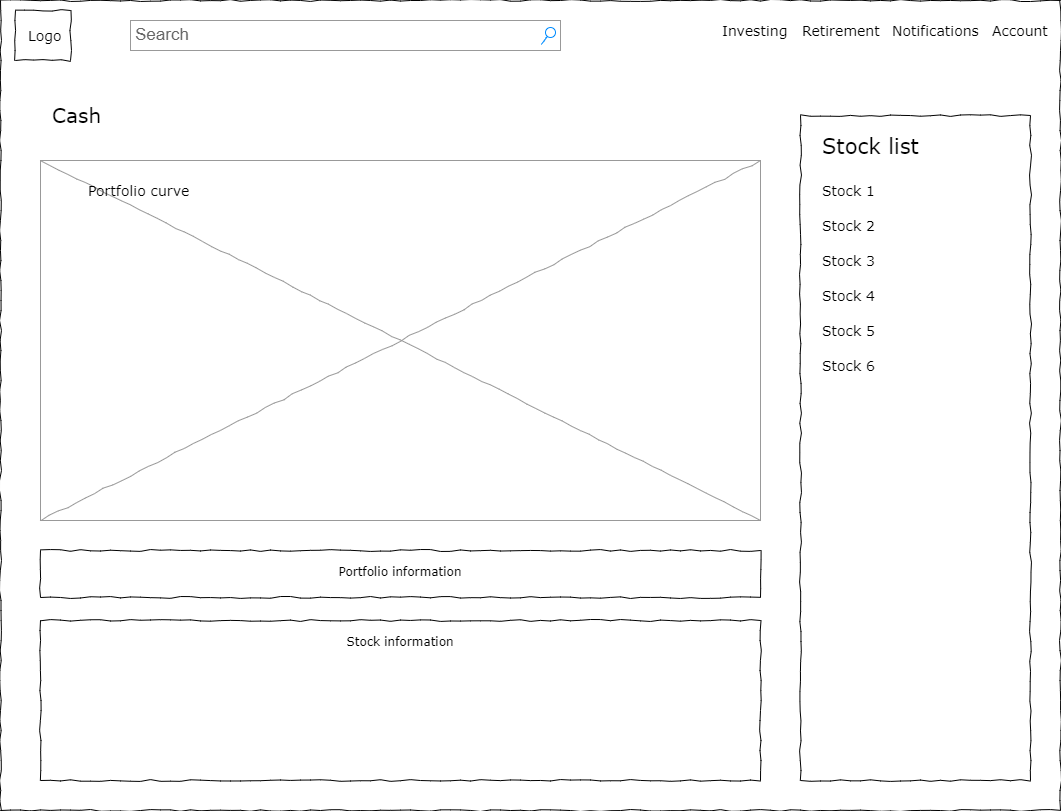 Logo
Search
Investing
Retirement
Notifications
Account
Cash
Portfolio curve
Portfolio information
Stock information
Stock list
Stock 1
Stock 2
Stock 3
Stock 4
Stock 5
Stock 6